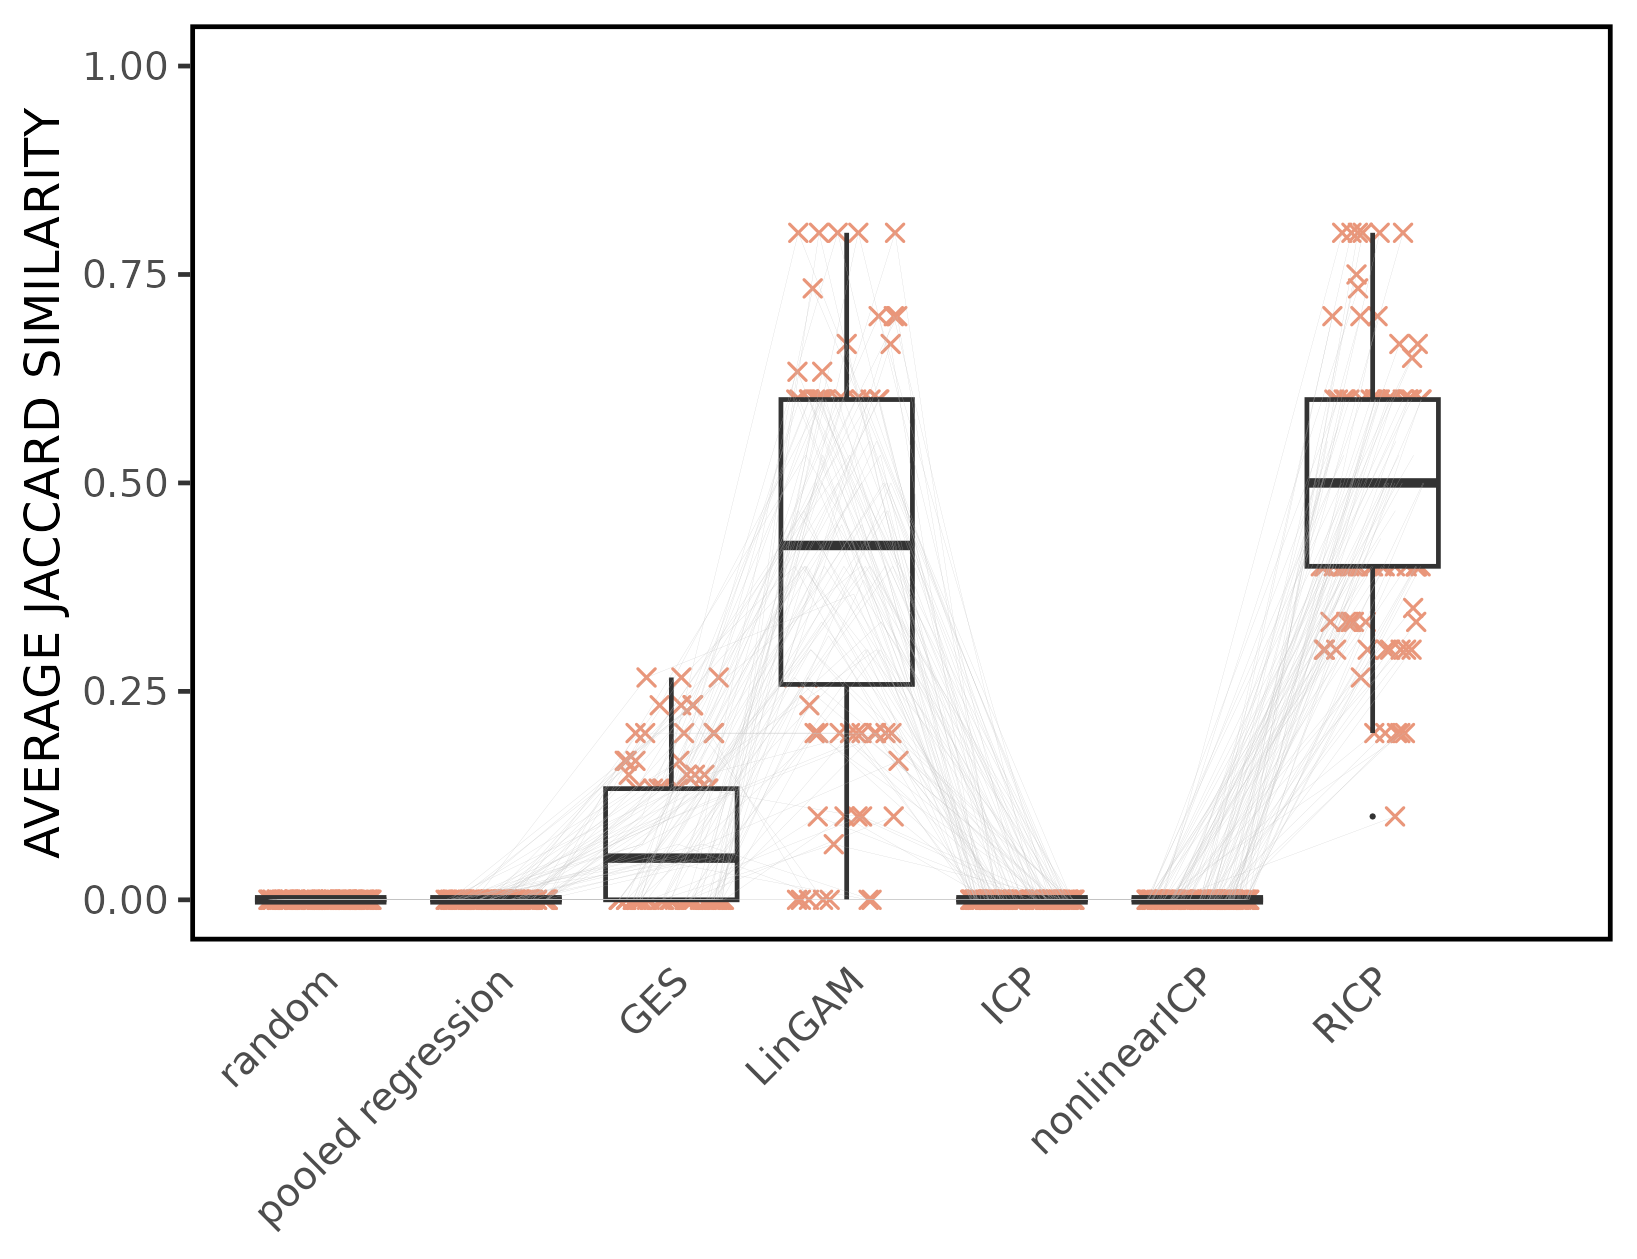 AVERAGE JACCARD SIMILARITY
1.00
0.75
0.50
0.25
0.00
random
pooled regression
GES
LinGAM
ICP
nonlinearICP
RICP